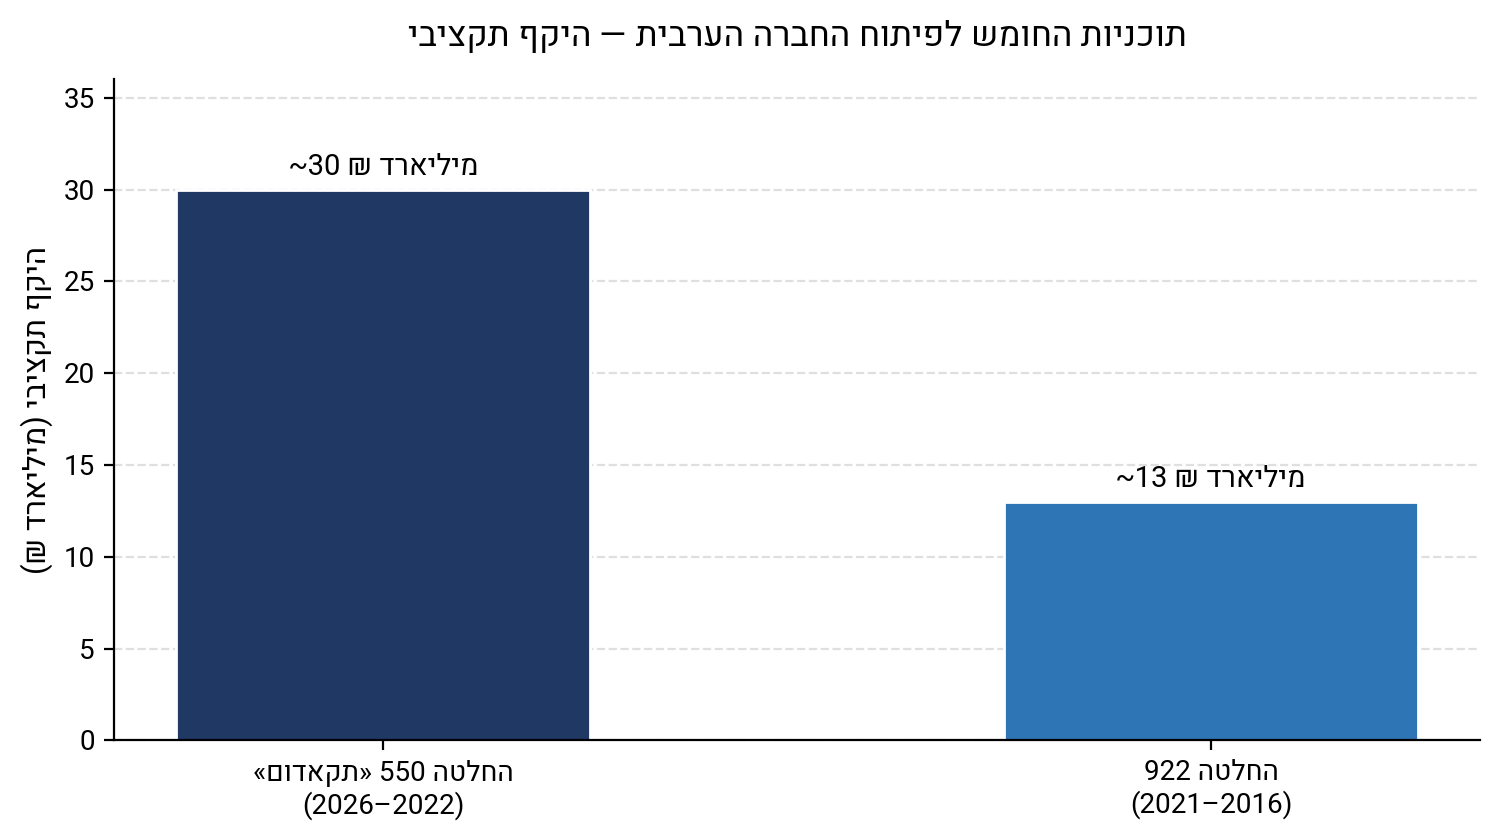 תוכניות החומש לפיתוח החברה הערבית – היקף תקציבי
היקף תקציבי (מיליארד ₪)
35
30
25
20
15
10
5
0
~30 ₪ מיליארד
~13 ₪ מיליארד
החלטה 922
(2021–2016)
החלטה 550 «תקאדום»
(2026–2022)